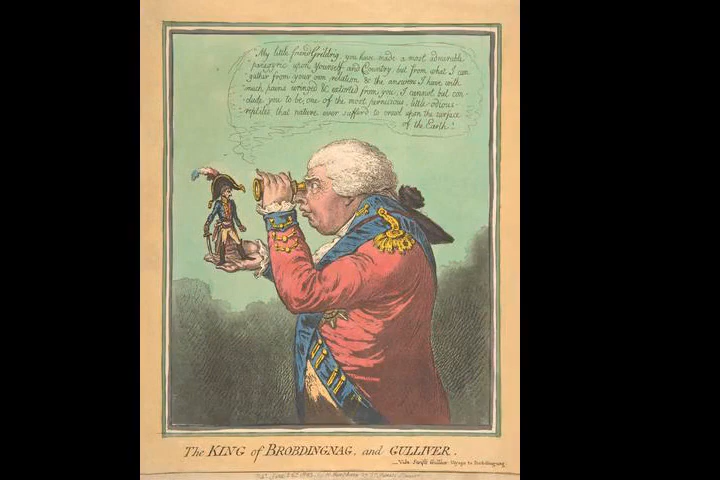 "My little friend Grildrig, you have made a most admirable
panegyric upon Yourself and Country, but from what I can
gather from your own relation & the answers I have with
much pains wringed & extorted from you, I cannot but con-
clude you to be, one of the most pernicious, little-odious-
reptiles, that nature ever suffer'd to crawl upon the surface
of the Earth."
The KING of BROBDINGNAG, and GULLIVER.
Vide. Swift's Gulliver: Voyage to Brobdingnag.